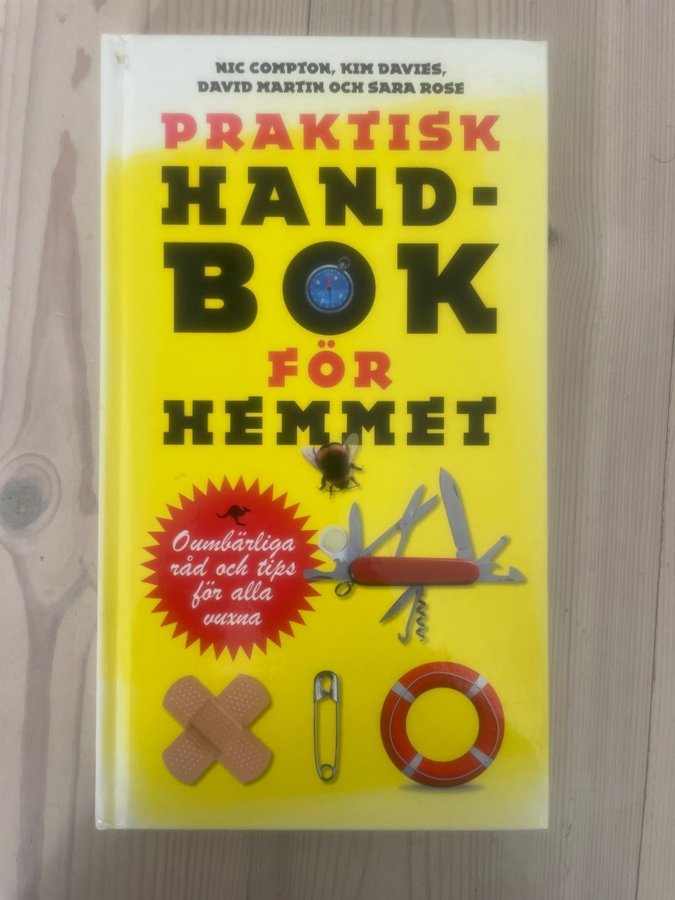 NIC COMPTON, KIM DAVIES,
DAVID MARTIN OCH SARA ROSE
PRAKTISK
HAND-
BOK
FÖR
HEMMET
Oumbärliga
råd och tips
för alla
vuxna